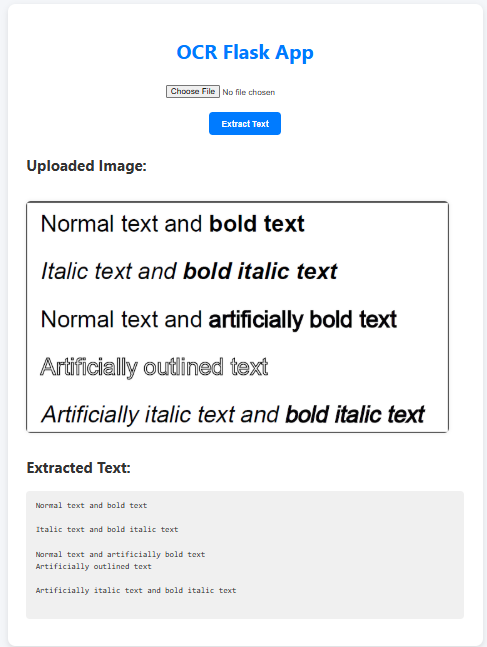 OCR Flask App
Choose File No file chosen
Extract Text
Uploaded Image:
Normal text and bold text
Italic text and bold italic text
Normal text and artificially bold text
Artificially outlined text
Artificially italic text and bold italic text
Extracted Text:
Normal text and bold text
Italic text and bold italic text
Normal text and artificially bold text
Artificially outlined text
Artificially italic text and bold italic text